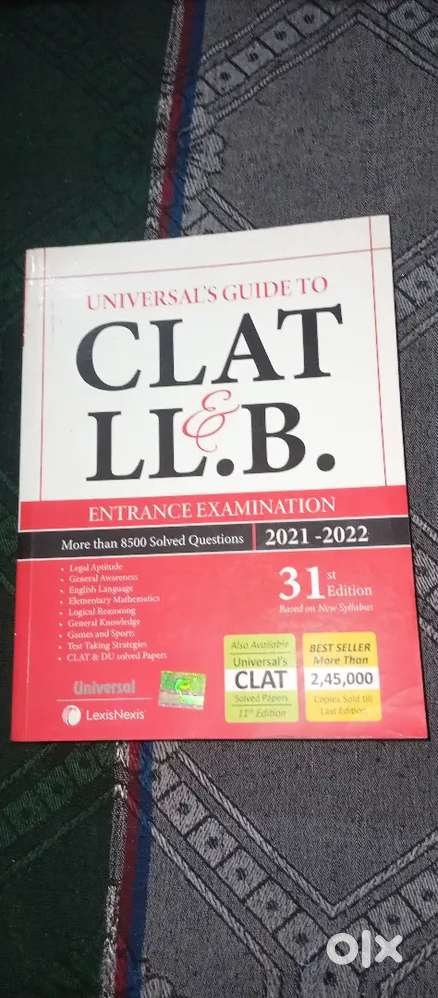 UNIVERSAL'S GUIDE TO
CLAT
&
LL.B.
ENTRANCE EXAMINATION
More than 8500 Solved Questions
2021 -2022
• Legal Aptitude
• General Awareness
• English Language
• Elementary Mathematics
• Logical Reasoning
• General Knowledge
• Games and Sports
• Test Taking Strategies
• CLAT & DU solved Papers
31st
Edition
Based on New Syllabus
Also Available
Universal's
CLAT
Solved Papers
11th Edition
BEST SELLER
More Than
2,45,000
Copies Sold till
Last Edition
Universal
LexisNexis®
olx